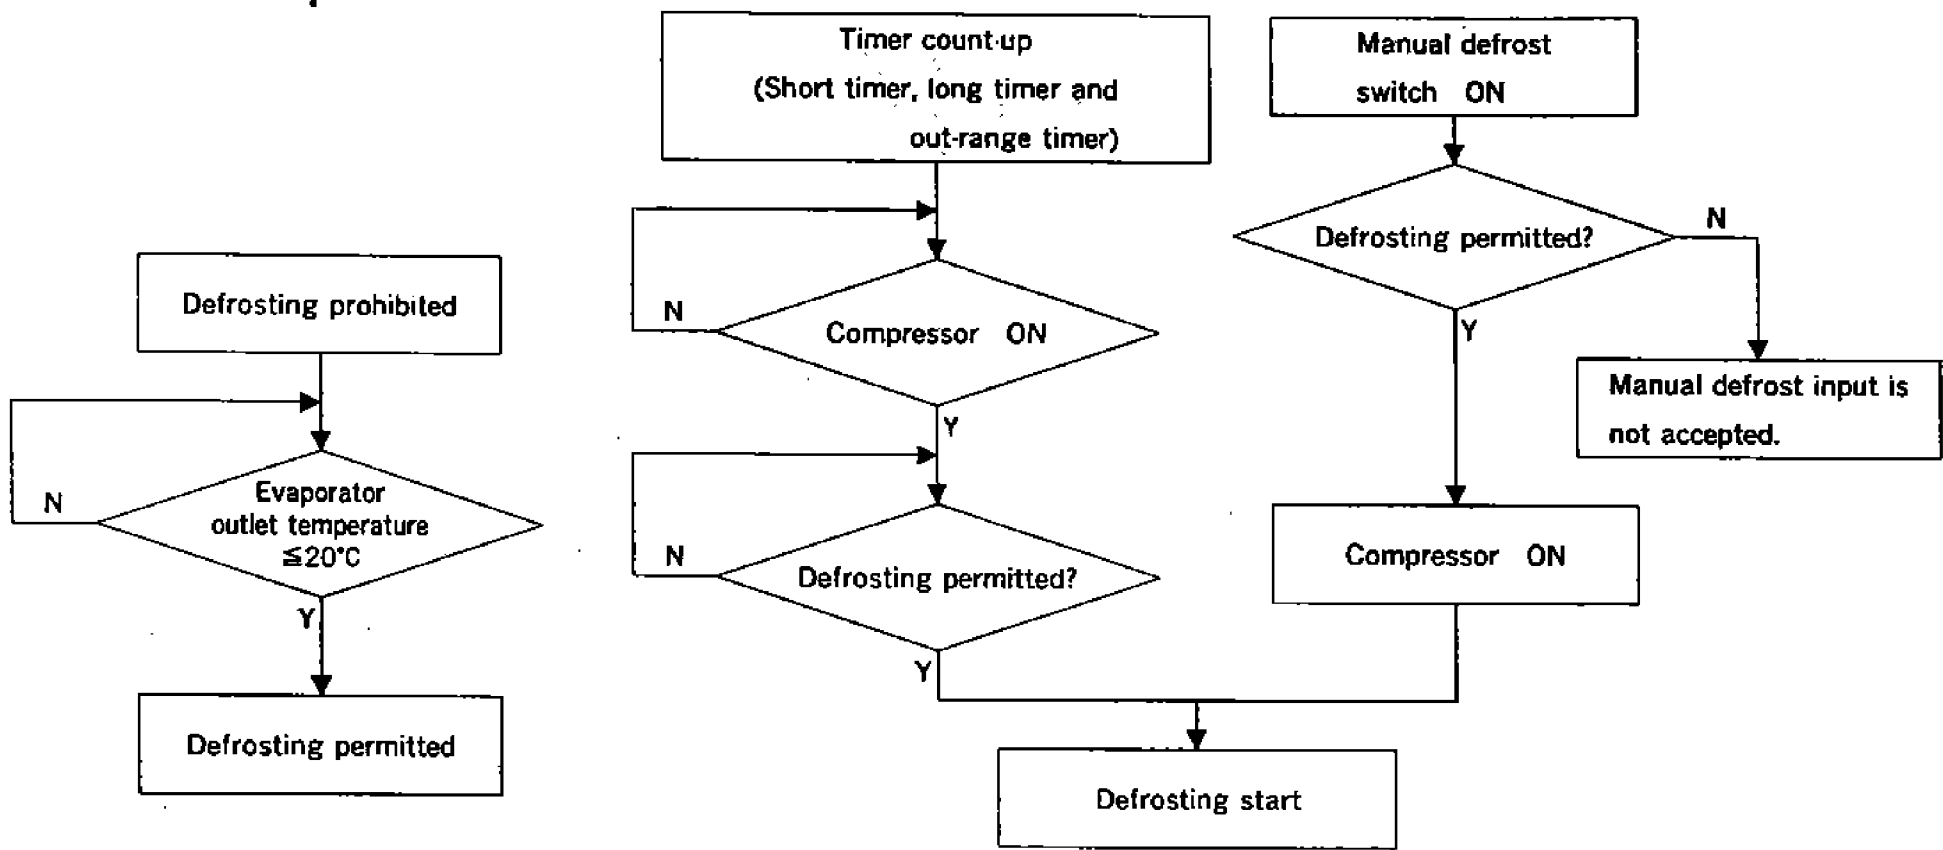 Defrosting prohibited
N
Evaporator
outlet temperature
≦20°C
Y
Defrosting permitted
Timer count-up
(Short timer, long timer and
out-range timer)
N
Compressor ON
Y
N
Defrosting permitted?
Y
Manual defrost
switch ON
Defrosting permitted?
N
Y
Manual defrost input is
not accepted.
Compressor ON
Defrosting start